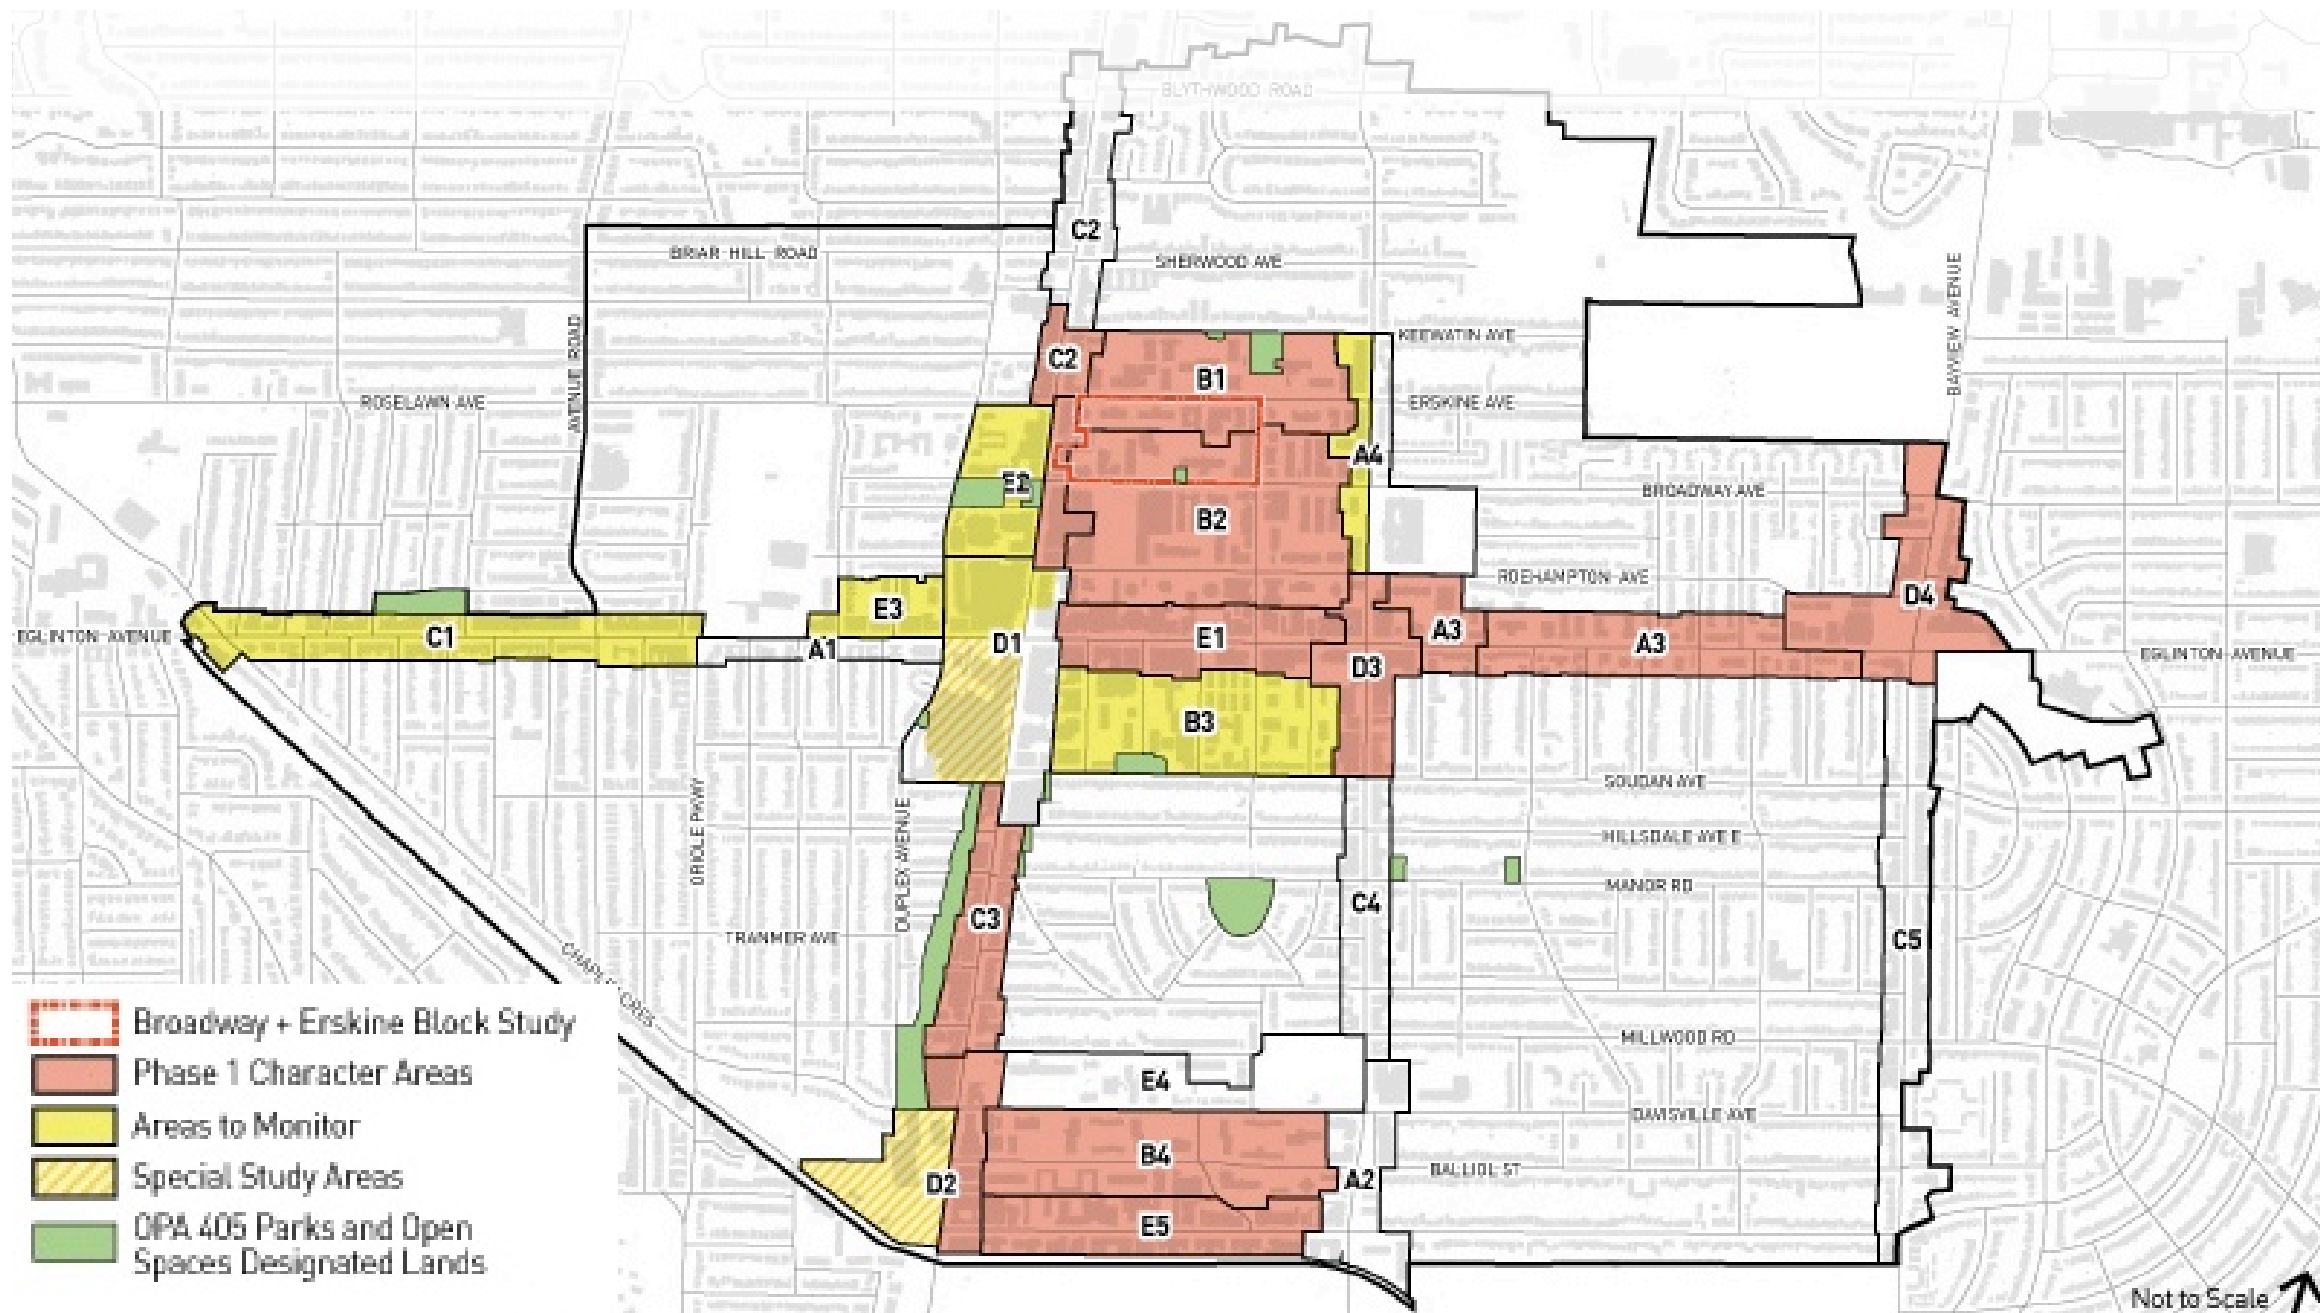 BLYTHWOOD ROAD
C2
BRIAR HILL ROAD
SHERWOOD AVE
BAYVIEW AVENUE
AVENUE ROAD
KEEWATIN AVE
C2
B1
ROSELAWN AVE
ERSKINE AVE
A4
E2
BROADWAY AVE
B2
ROEHAMPTON AVE
D4
E3
EGLINTON AVENUE
C1
A1
D1
E1
A3
A3
D3
EGLINTON AVENUE
B3
SOUDAN AVE
ORIOLE PKWY
DUPLEX AVENUE
HILLSDALE AVE E
MANOR RD
C4
C3
TRANMER AVE
C5
MILLWOOD RD
E4
DAVISVILLE AVE
B4
BALLIOL ST
A2
D2
E5
Broadway + Erskine Block Study
Phase 1 Character Areas
Areas to Monitor
Special Study Areas
OPA 405 Parks and Open
Spaces Designated Lands
Not to Scale